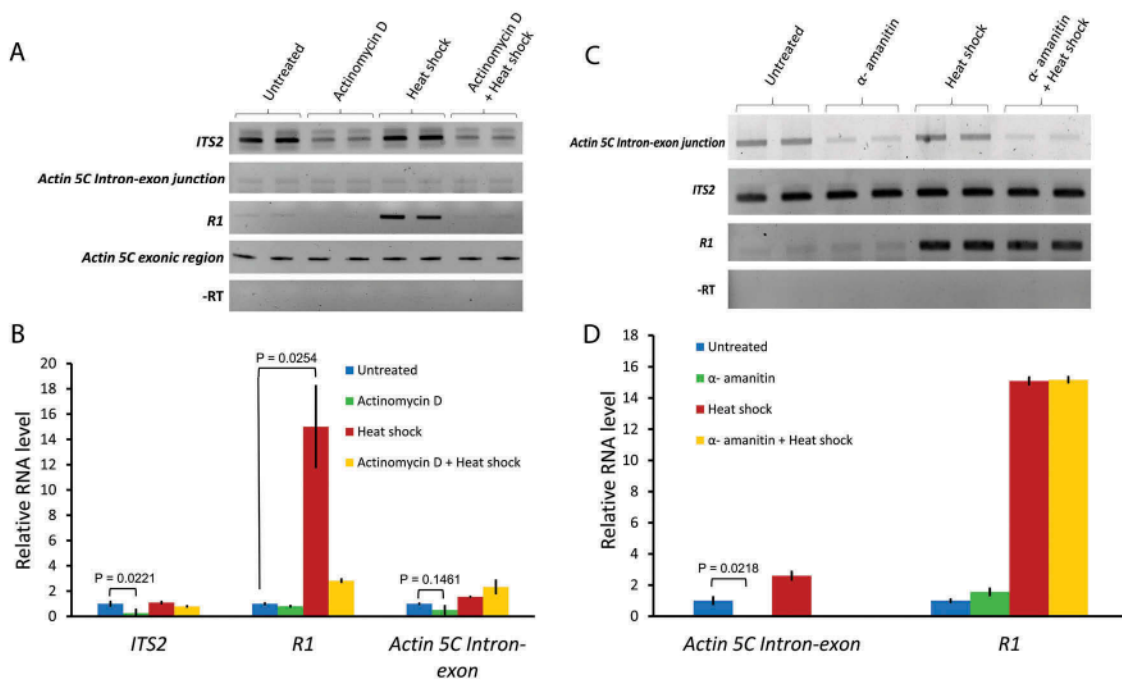 A
Untreated
Actinomycin D
Heat shock
Actinomycin D
+ Heat shock
ITS2
Actin 5C Intron-exon junction
R1
Actin 5C exonic region
-RT
B
Relative RNA level
20
18
16
14
12
10
8
6
4
2
0
P = 0.0254
Untreated
Actinomycin D
Heat shock
Actinomycin D + Heat shock
P = 0.0221
P = 0.1461
ITS2
R1
Actin 5C Intron-
exon
C
Untreated
α- amanitin
Heat shock
α- amanitin
+ Heat shock
Actin 5C Intron-exon junction
ITS2
R1
-RT
D
Relative RNA level
18
16
14
12
10
8
6
4
2
0
Untreated
α- amanitin
Heat shock
α- amanitin + Heat shock
P = 0.0218
Actin 5C Intron-exon
R1